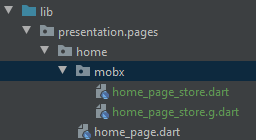 lib
presentation.pages
home
mobx
home_page_store.dart
home_page_store.g.dart
home_page.dart